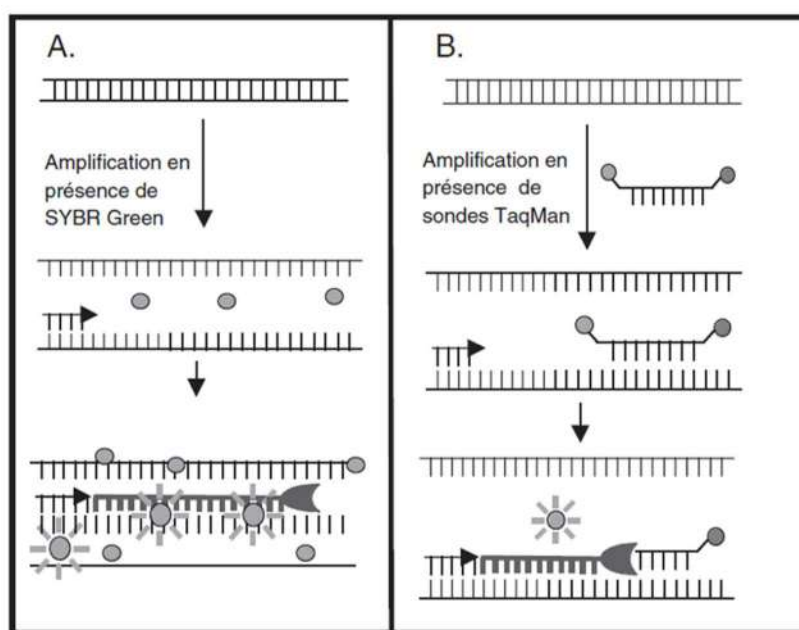 A.
Amplification en
présence de
SYBR Green
B.
Amplification en
présence de
sondes TaqMan